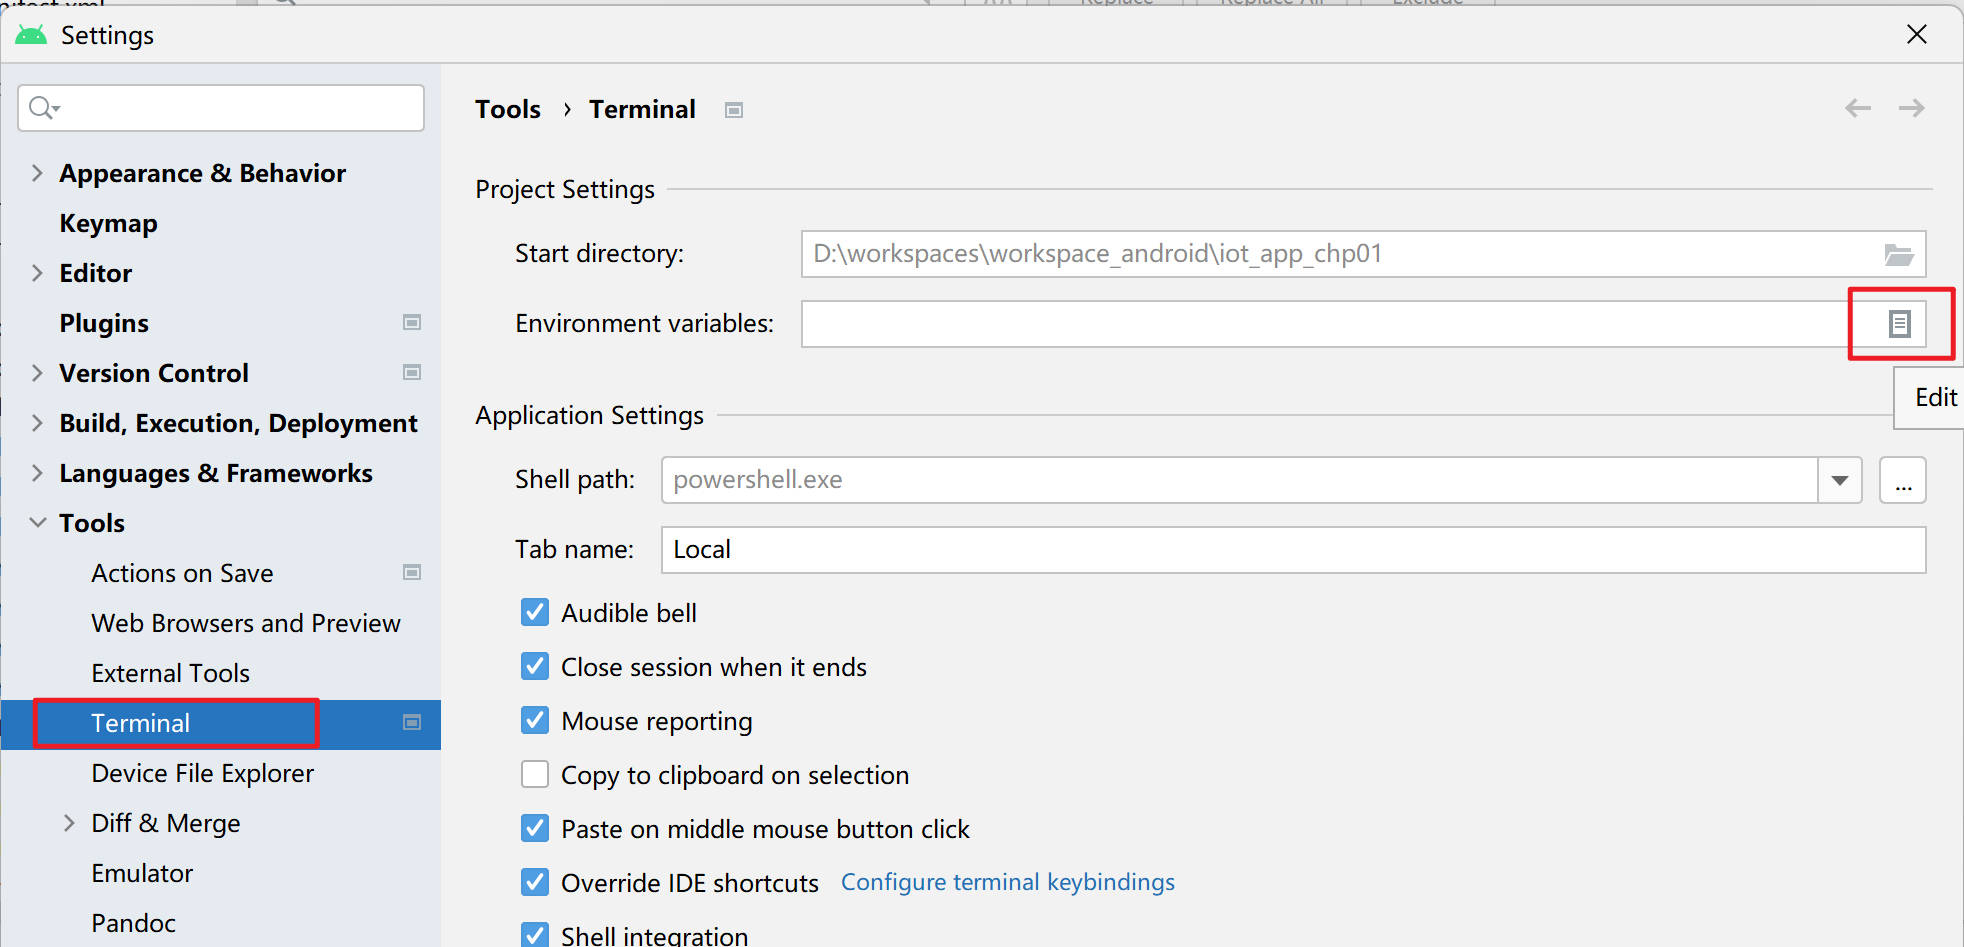 Settings
Tools › Terminal
Appearance & Behavior
Keymap
Editor
Plugins
Version Control
Build, Execution, Deployment
Languages & Frameworks
Tools
Actions on Save
Web Browsers and Preview
External Tools
Terminal
Device File Explorer
Diff & Merge
Emulator
Pandoc
Project Settings
Start directory: D:\workspaces\workspace_android\iot_app_chp01
Environment variables:
Edit
Application Settings
Shell path: powershell.exe ...
Tab name: Local
Audible bell
Close session when it ends
Mouse reporting
Copy to clipboard on selection
Paste on middle mouse button click
Override IDE shortcuts Configure terminal keybindings
Shell integration